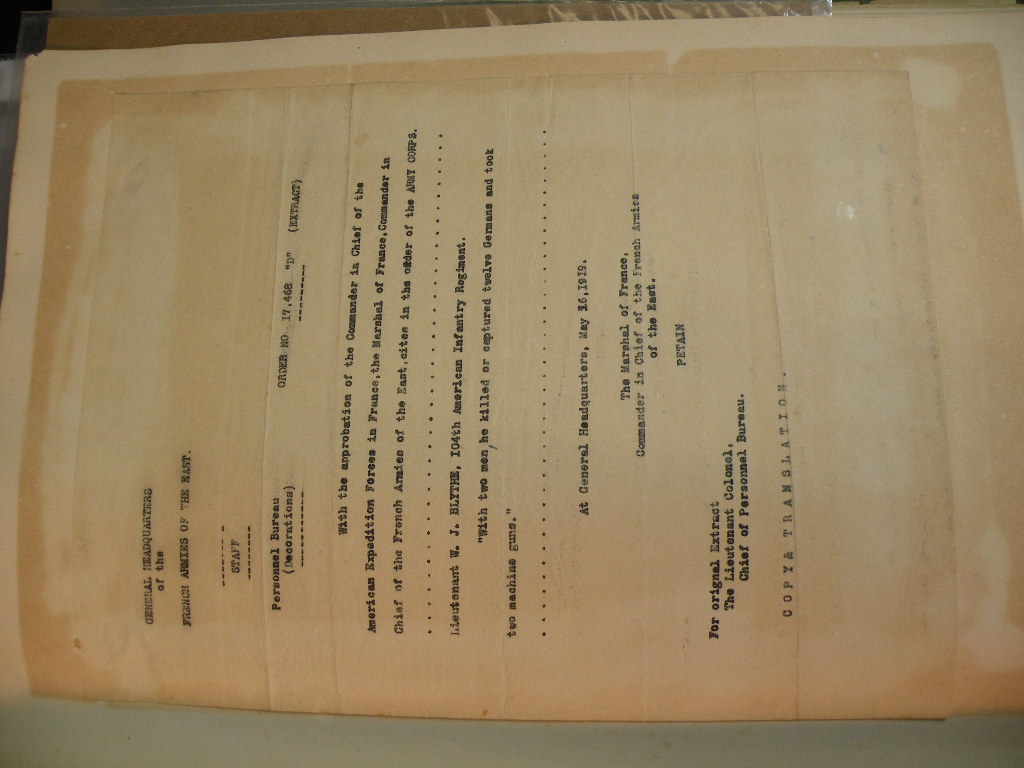 GENERAL HEADQUARTERS
of the
FRENCH ARMIES OF THE EAST.
------
STAFF
-------
Personnel Bureau
(Decorations)
---------
ORDER NO 17.468 "D" (EXTRACT)
-------
With the approbation of the Commander in Chief of the
American Expedition Forces in France,the Marshal of France,Commander in
Chief of the French Armies of the East,cites in the order of the ARMY CORPS.
. . . . . . . . . . . . . . . . . . . . . . . . . . . . . . . . . . .
Lieutenant W. J. BLYTHE, 104th American Infantry Regiment.
"With two men,he killed or captured twelve Germans and took
two machine guns."
. . . . . . . . . . . . . . . . . . . . . . . . . . . . . . . . . . .
At General Headquarters, May 16,1919.
The Marshal of France,
Commander in Chief of the French Armies
of the East.
PETAIN
For orignal Extract
The Lieutenant Colonel,
Chief of Personnel Bureau.
C O P Y & T R A N S L A T I O N .